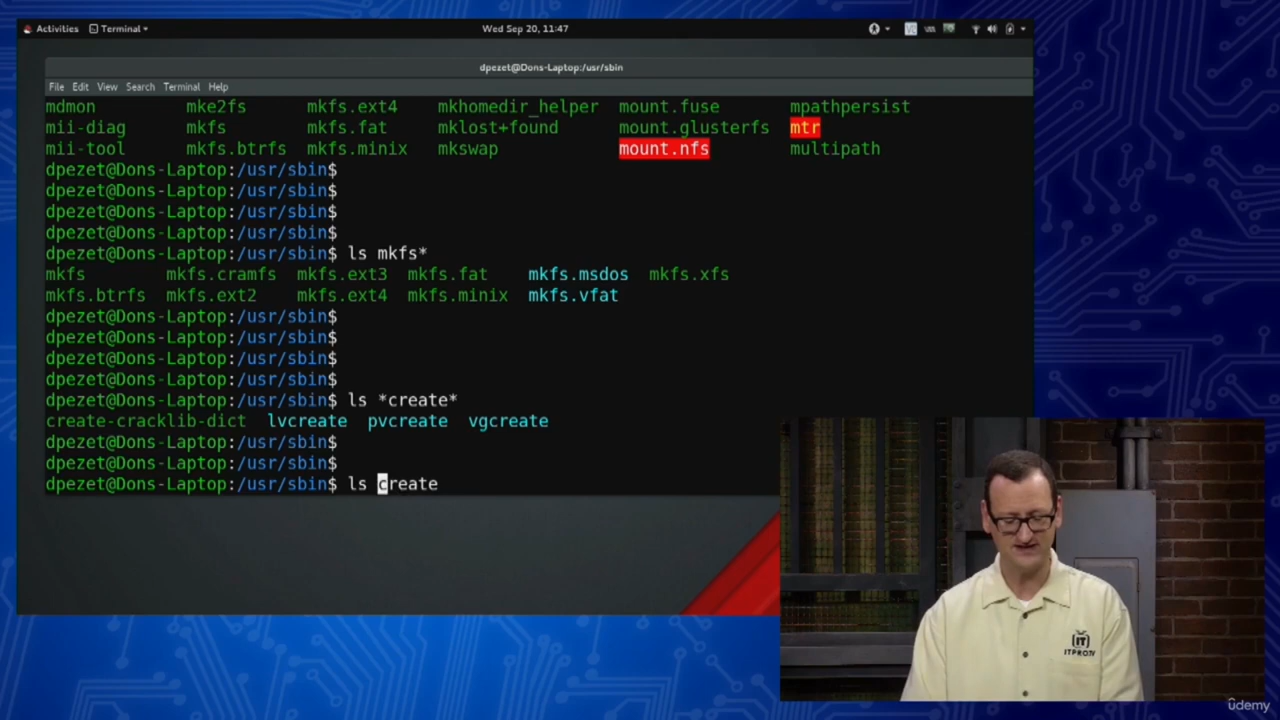 Activities Terminal Wed Sep 20, 11:47
dpezet@Dons-Laptop:/usr/sbin
File Edit View Search Terminal Help
mdmon mke2fs mkfs.ext4 mkhomedir_helper mount.fuse mpathpersist
mii-diag mkfs mkfs.fat mklost+found mount.glusterfs mtr
mii-tool mkfs.btrfs mkfs.minix mkswap mount.nfs multipath
dpezet@Dons-Laptop:/usr/sbin$
dpezet@Dons-Laptop:/usr/sbin$
dpezet@Dons-Laptop:/usr/sbin$
dpezet@Dons-Laptop:/usr/sbin$
dpezet@Dons-Laptop:/usr/sbin$ ls mkfs*
mkfs mkfs.cramfs mkfs.ext3 mkfs.fat mkfs.msdos mkfs.xfs
mkfs.btrfs mkfs.ext2 mkfs.ext4 mkfs.minix mkfs.vfat
dpezet@Dons-Laptop:/usr/sbin$
dpezet@Dons-Laptop:/usr/sbin$
dpezet@Dons-Laptop:/usr/sbin$
dpezet@Dons-Laptop:/usr/sbin$
dpezet@Dons-Laptop:/usr/sbin$ ls *create*
create-cracklib-dict lvcreate pvcreate vgcreate
dpezet@Dons-Laptop:/usr/sbin$
dpezet@Dons-Laptop:/usr/sbin$
dpezet@Dons-Laptop:/usr/sbin$ ls create
IT
ITPROTV
udemy